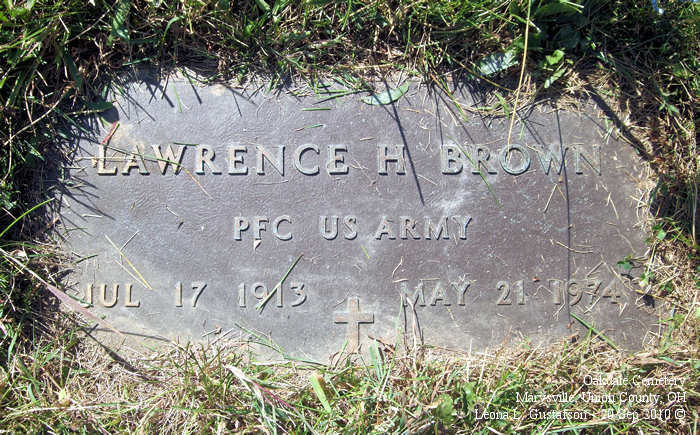 LAWRENCE H BROWN
PFC US ARMY
JUL 17 1913 MAY 21 1974
Oakdale Cemetery
Marysville, Union County, OH
Leona L. Gustafson - 20 Sep 3010 ©